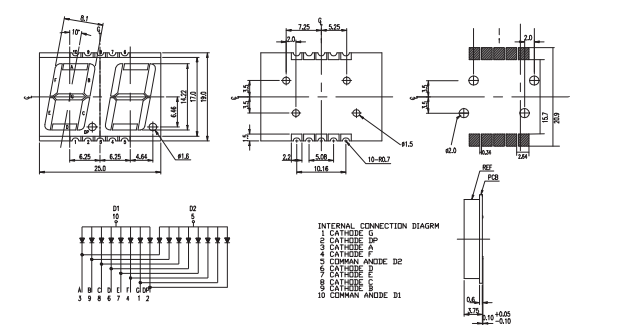 8.1
10°
A
B
F
G
E
C
D
DP
6.46
14.22
17.0
19.0
6.25 6.25 4.64
ø1.6
25.0
7.25 5.25
2.0
3.5
3.5
2.2
5.08
10.16
10-R0.7
ø1.5
2.0
3.5
3.5
ø2.0
2.84
20.9
REF.
PCB
0.6
3.75
0.10 +0.05
-0.10
D1
10
D2
5
A B C D E F G DP
3 9 8 6 7 4 1 2
INTERNAL CONNECTION DIAGRM
1 CATHODE G
2 CATHODE DP
3 CATHODE A
4 CATHODE F
5 COMMAN ANODE D2
6 CATHODE D
7 CATHODE E
8 CATHODE C
9 CATHODE B
10 COMMAN ANODE D1